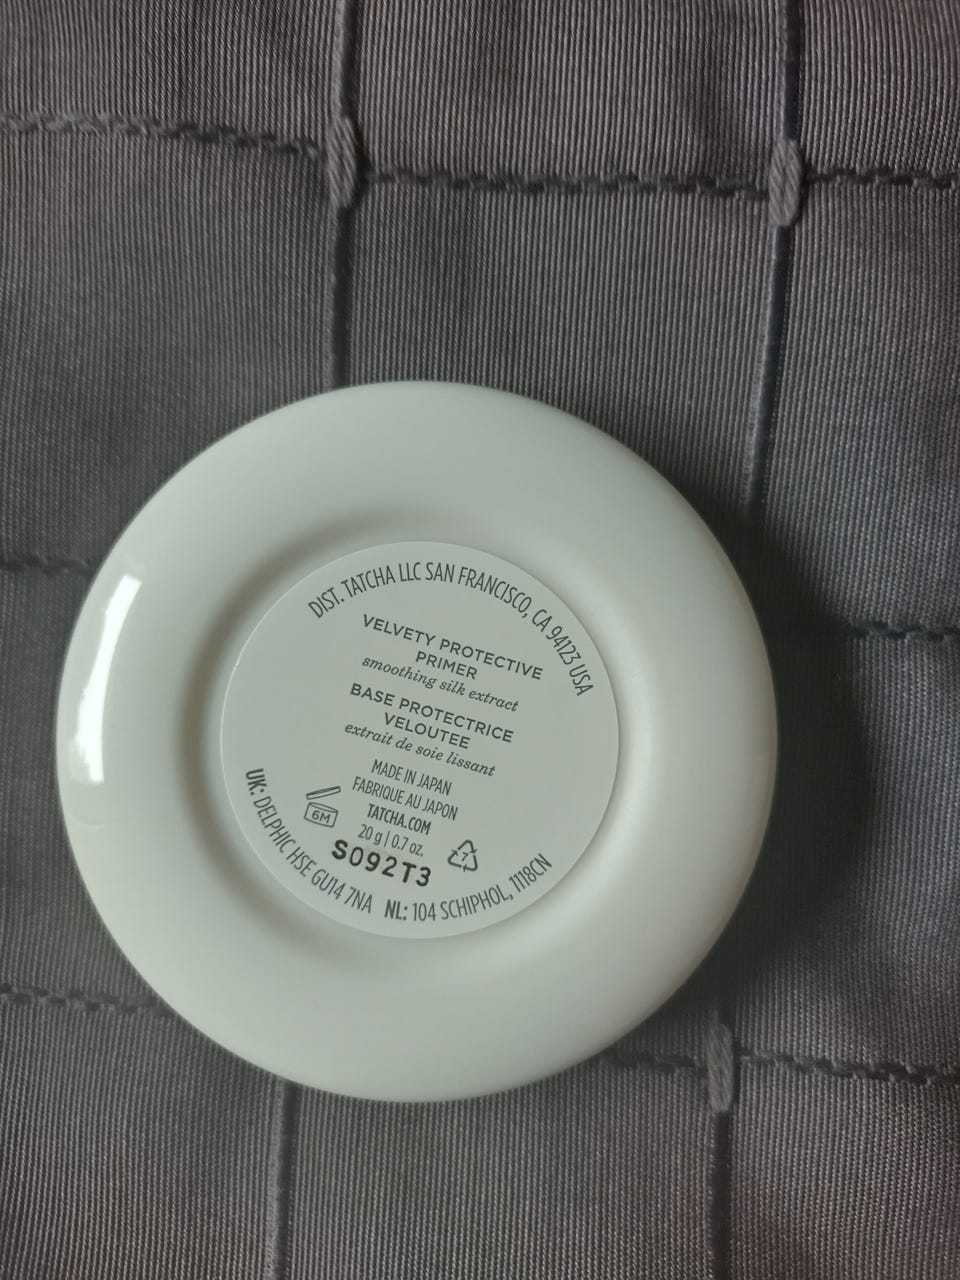 DIST. TATCHA LLC SAN FRANCISCO, CA 94123 USA
VELVETY PROTECTIVE
PRIMER
smoothing silk extract
BASE PROTECTRICE
VELOUTEE
extrait de soie lissant
MADE IN JAPAN
FABRIQUE AU JAPON
TATCHA.COM
6M
20 g | 0.7 oz.
7
S092T3
UK: DELPHIC HSE GU14 7NA NL: 104 SCHIPHOL, 1118CN